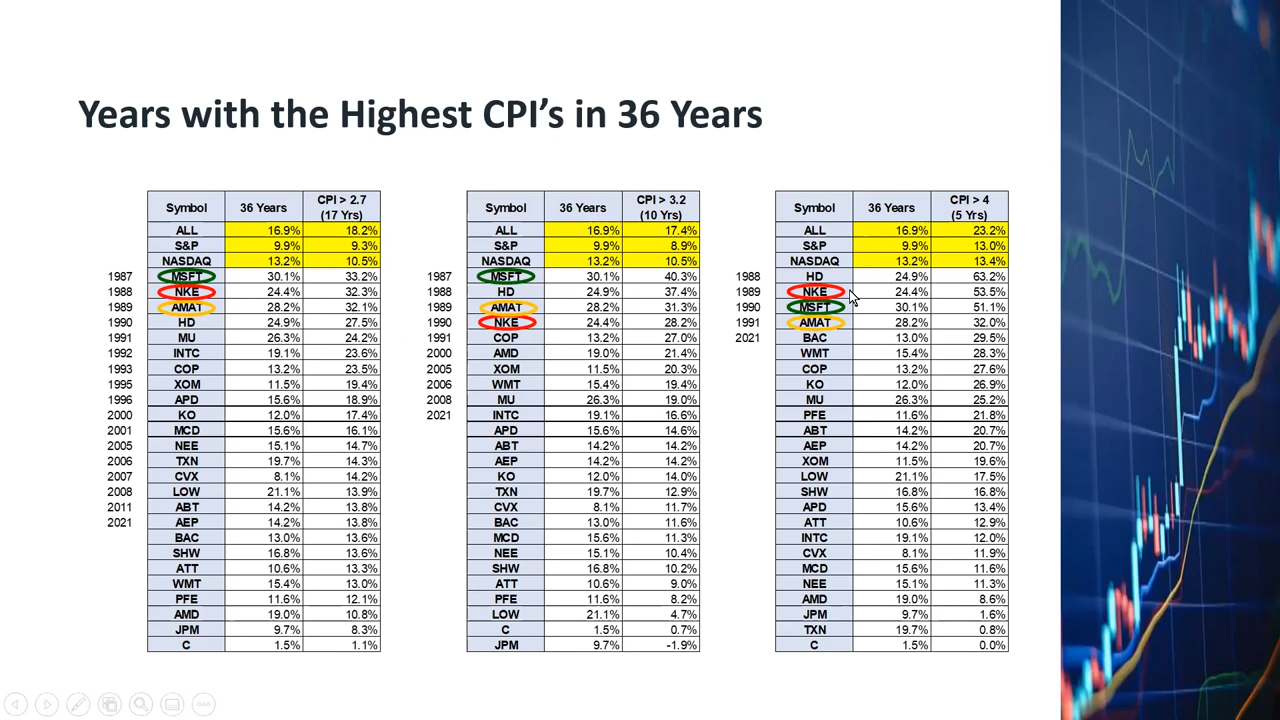 Years with the Highest CPI's in 36 Years
Symbol 36 Years CPI > 2.7 (17 Yrs)
ALL 16.9% 18.2%
S&P 9.9% 9.3%
NASDAQ 13.2% 10.5%
1987 MSFT 30.1% 33.2%
1988 NKE 24.4% 32.3%
1989 AMAT 28.2% 32.1%
1990 HD 24.9% 27.5%
1991 MU 26.3% 24.2%
1992 INTC 19.1% 23.6%
1993 COP 13.2% 23.5%
1995 XOM 11.5% 19.4%
1996 APD 15.6% 18.9%
2000 KO 12.0% 17.4%
2001 MCD 15.6% 16.1%
2005 NEE 15.1% 14.7%
2006 TXN 19.7% 14.3%
2007 CVX 8.1% 14.2%
2008 LOW 21.1% 13.9%
2011 ABT 14.2% 13.8%
2021 AEP 14.2% 13.8%
BAC 13.0% 13.6%
SHW 16.8% 13.6%
ATT 10.6% 13.3%
WMT 15.4% 13.0%
PFE 11.6% 12.1%
AMD 19.0% 10.8%
JPM 9.7% 8.3%
C 1.5% 1.1%
Symbol 36 Years CPI > 3.2 (10 Yrs)
ALL 16.9% 17.4%
S&P 9.9% 8.9%
NASDAQ 13.2% 10.5%
1987 MSFT 30.1% 40.3%
1988 HD 24.9% 37.4%
1989 AMAT 28.2% 31.3%
1990 NKE 24.4% 28.2%
1991 COP 13.2% 27.0%
2000 AMD 19.0% 21.4%
2005 XOM 11.5% 20.3%
2006 WMT 15.4% 19.4%
2008 MU 26.3% 19.0%
2021 INTC 19.1% 16.6%
APD 15.6% 14.6%
ABT 14.2% 14.2%
AEP 14.2% 14.2%
KO 12.0% 14.0%
TXN 19.7% 12.9%
CVX 8.1% 11.7%
BAC 13.0% 11.6%
MCD 15.6% 11.3%
NEE 15.1% 10.4%
SHW 16.8% 10.2%
ATT 10.6% 9.0%
PFE 11.6% 8.2%
LOW 21.1% 4.7%
C 1.5% 0.7%
JPM 9.7% -1.9%
Symbol 36 Years CPI > 4 (5 Yrs)
ALL 16.9% 23.2%
S&P 9.9% 13.0%
NASDAQ 13.2% 13.4%
1988 HD 24.9% 63.2%
1989 NKE 24.4% 53.5%
1990 MSFT 30.1% 51.1%
1991 AMAT 28.2% 32.0%
2021 BAC 13.0% 29.5%
WMT 15.4% 28.3%
COP 13.2% 27.6%
KO 12.0% 26.9%
MU 26.3% 25.2%
PFE 11.6% 21.8%
ABT 14.2% 20.7%
AEP 14.2% 20.7%
XOM 11.5% 19.6%
LOW 21.1% 17.5%
SHW 16.8% 16.8%
APD 15.6% 13.4%
ATT 10.6% 12.9%
INTC 19.1% 12.0%
CVX 8.1% 11.9%
MCD 15.6% 11.6%
NEE 15.1% 11.3%
AMD 19.0% 8.6%
JPM 9.7% 1.6%
TXN 19.7% 0.8%
C 1.5% 0.0%